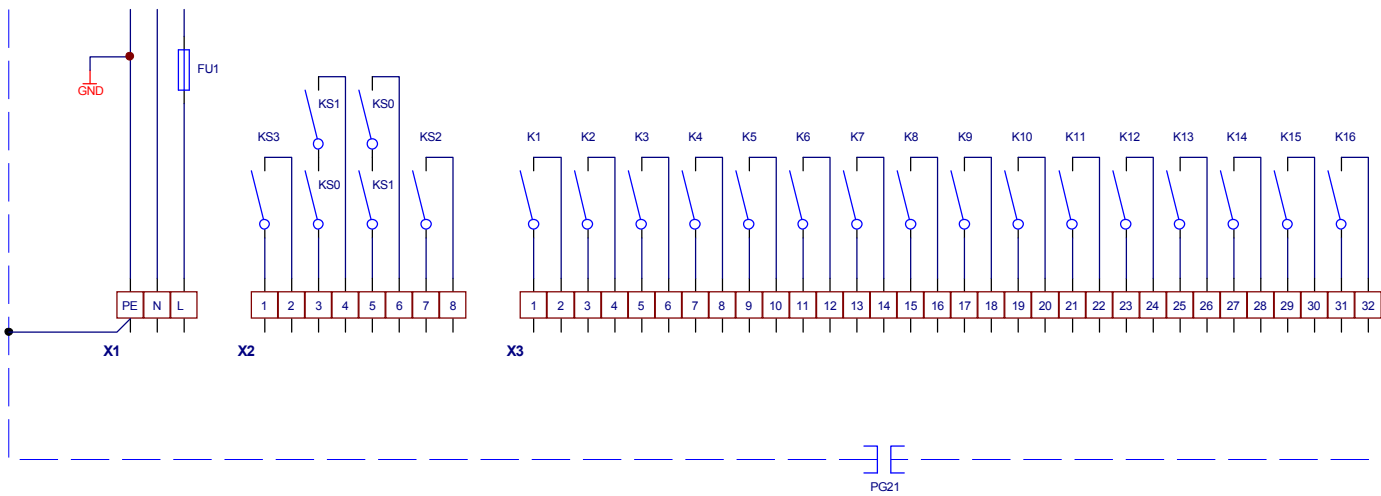 FU1
GND
KS1 KS0
KS3 KS2 K1 K2 K3 K4 K5 K6 K7 K8 K9 K10 K11 K12 K13 K14 K15 K16
KS0 KS1
PE N L 1 2 3 4 5 6 7 8 1 2 3 4 5 6 7 8 9 10 11 12 13 14 15 16 17 18 19 20 21 22 23 24 25 26 27 28 29 30 31 32
X1 X2 X3
PG21